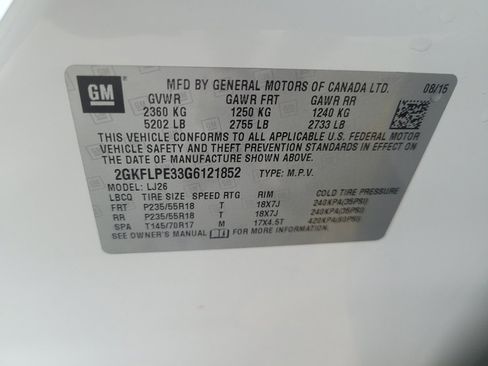 GM
MFD BY GENERAL MOTORS OF CANADA LTD. 08/15
GVWR GAWR FRT GAWR RR
2360 KG 1250 KG 1240 KG
5202 LB 2755 LB 2733 LB
THIS VEHICLE CONFORMS TO ALL APPLICABLE U.S. FEDERAL MOTOR
VEHICLE SAFETY AND THEFT PREVENTION STANDARDS IN EFFECT ON
THE DATE OF MANUFACTURE SHOWN ABOVE.
2GKFLPE33G6121852 TYPE: M.P.V.
MODEL: LJ26
LBCQ TIRE SIZE SPEED RTG RIM COLD TIRE PRESSURE
FRT P235/55R18 T 18X7J 240KPA(35PSI)
RR P235/55R18 T 18X7J 240KPA(35PSI)
SPA T145/70R17 M 17X4.5T 420KPA(60PSI)
SEE OWNER'S MANUAL FOR MORE INFORMATION.